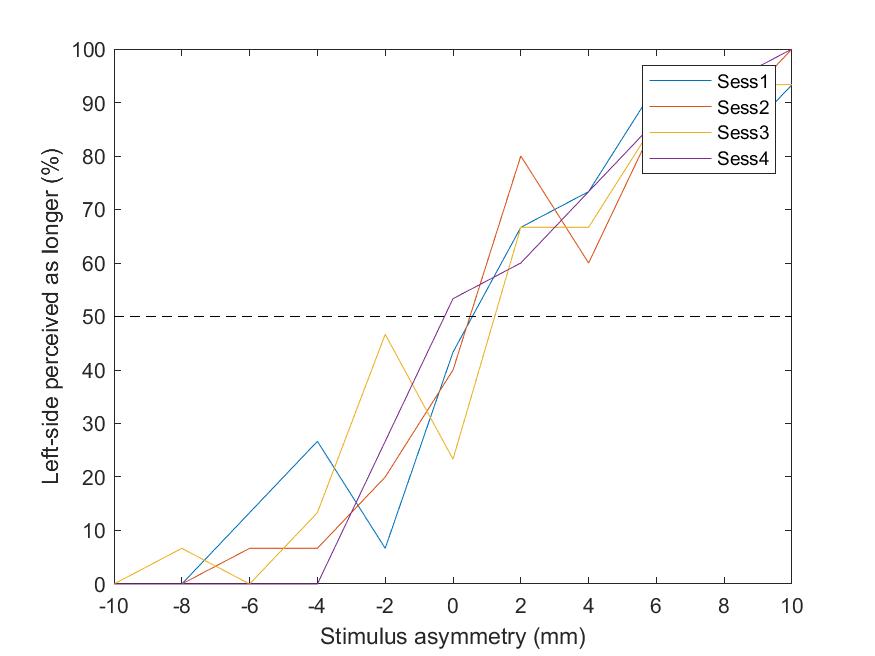 100
90
80
70
60
50
40
30
20
10
0
Left-side perceived as longer (%)
Sess1
Sess2
Sess3
Sess4
-10 -8 -6 -4 -2 0 2 4 6 8 10
Stimulus asymmetry (mm)